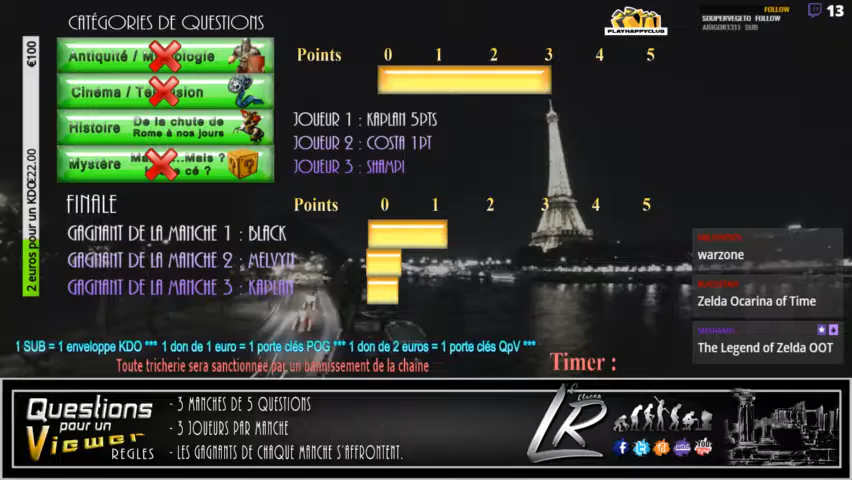 CATÉGORIES DE QUESTIONS
PLAYHAPPYCLUB
FOLLOW
SOUPERVEGETO FOLLOW
ABIGOR1311 SUB
13
€100
2 euros pour un KDO€22.00
Antiquité /
Cinéma /
Histoire De la chute de
Rome à nos jours
Mystère Mais ?
Points 0 1 2 3 4 5
JOUEUR 1 : KAPLAN 5PTS
JOUEUR 2 : COSTA 1PT
JOUEUR 3 : SHAMPI
FINALE
Points 0 1 2 3 4 5
GAGNANT DE LA MANCHE 1 : BLACK
GAGNANT DE LA MANCHE 2 : MELVYN
GAGNANT DE LA MANCHE 3 : KAPLAN
warzone
Zelda Ocarina of Time
The Legend of Zelda OOT
1 SUB = 1 enveloppe KDO *** 1 don de 1 euro = 1 porte clés POG *** 1 don de 2 euros = 1 porte clés QpV ***
Toute tricherie sera sanctionnée par un bannissement de la chaine
Timer :
Questions
pour un
Viewer
REGLES
- 3 MANCHES DE 5 QUESTIONS
- 3 JOUEURS PAR MANCHE
- LES GAGNANTS DE CHAQUE MANCHE S'AFFRONTENT.
LR